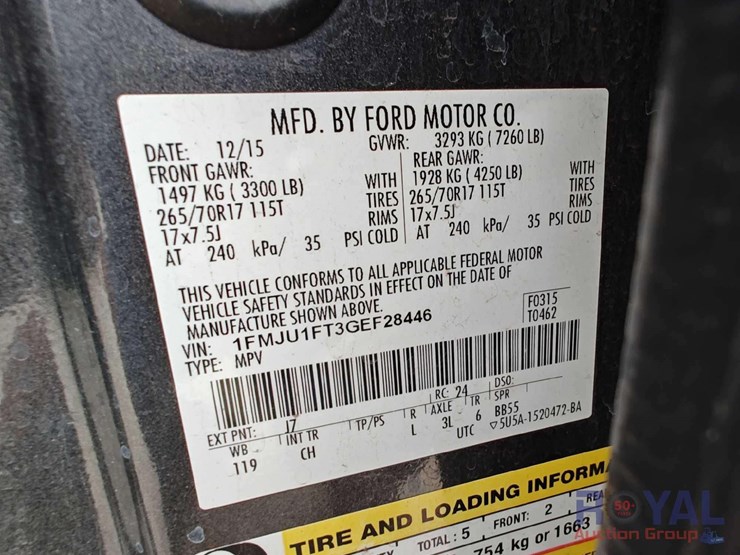 MFD. BY FORD MOTOR CO.
DATE: 12/15 GVWR: 3293 KG ( 7260 LB)
FRONT GAWR: REAR GAWR:
1497 KG ( 3300 LB) WITH 1928 KG ( 4250 LB) WITH
265/70R17 115T TIRES 265/70R17 115T TIRES
17x7.5J RIMS 17x7.5J RIMS
AT 240 kPa/ 35 PSI COLD AT 240 kPa/ 35 PSI COLD
THIS VEHICLE CONFORMS TO ALL APPLICABLE FEDERAL MOTOR
VEHICLE SAFETY STANDARDS IN EFFECT ON THE DATE OF
MANUFACTURE SHOWN ABOVE.
F0315
T0462
VIN: 1FMJU1FT3GEF28446
TYPE: MPV
EXT PNT: J7 RC: 24 DSO:
WB INT TR TP/PS R AXLE TR SPR
119 CH L 3L 6 BB55
UTC ▽5U5A-1520472-BA
TIRE AND LOADING INFORMA
TOTAL: 5 FRONT: 2 REA
754 kg or 1663
ROYAL
50
Auction Group